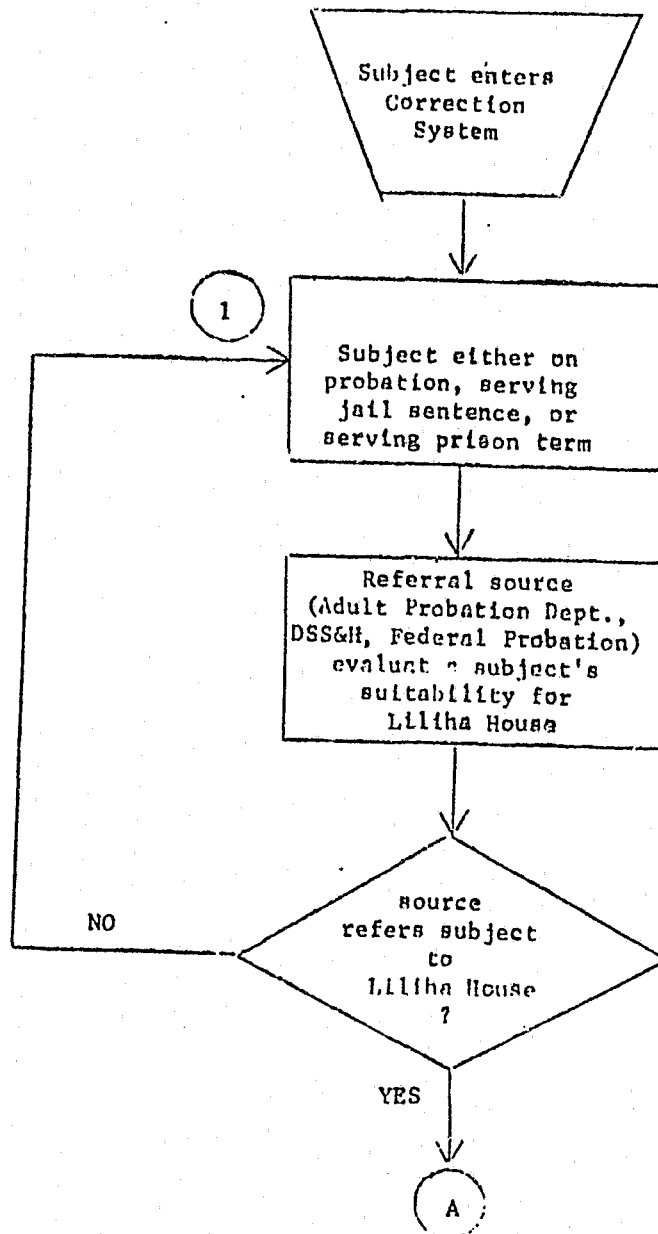 Subject enters
Correction
System
1
Subject either on
probation, serving
jail sentence, or
serving prison term
Referral source
(Adult Probation Dept.,
DSS&H, Federal Probation)
subject's
suitability for
Liliha House
source
refers subject
to
Liliha House
?
NO
YES
A